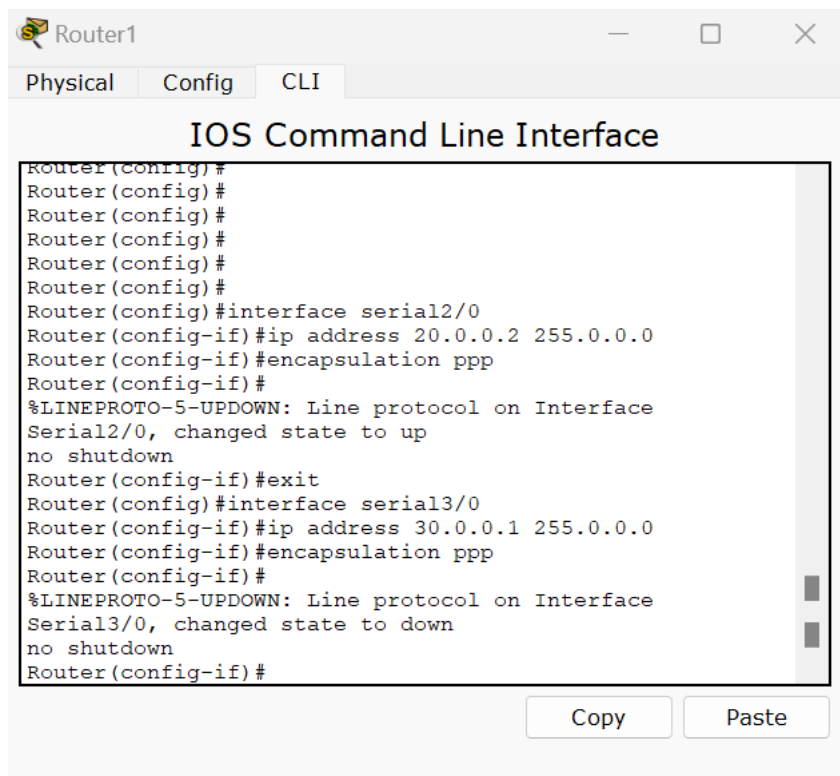 Router1
Physical Config CLI
IOS Command Line Interface
Router(config)#
Router(config)#
Router(config)#
Router(config)#
Router(config)#
Router(config)#
Router(config)#interface serial2/0
Router(config-if)#ip address 20.0.0.2 255.0.0.0
Router(config-if)#encapsulation ppp
Router(config-if)#
%LINEPROTO-5-UPDOWN: Line protocol on Interface
Serial2/0, changed state to up
no shutdown
Router(config-if)#exit
Router(config)#interface serial3/0
Router(config-if)#ip address 30.0.0.1 255.0.0.0
Router(config-if)#encapsulation ppp
Router(config-if)#
%LINEPROTO-5-UPDOWN: Line protocol on Interface
Serial3/0, changed state to down
no shutdown
Router(config-if)#
Copy Paste